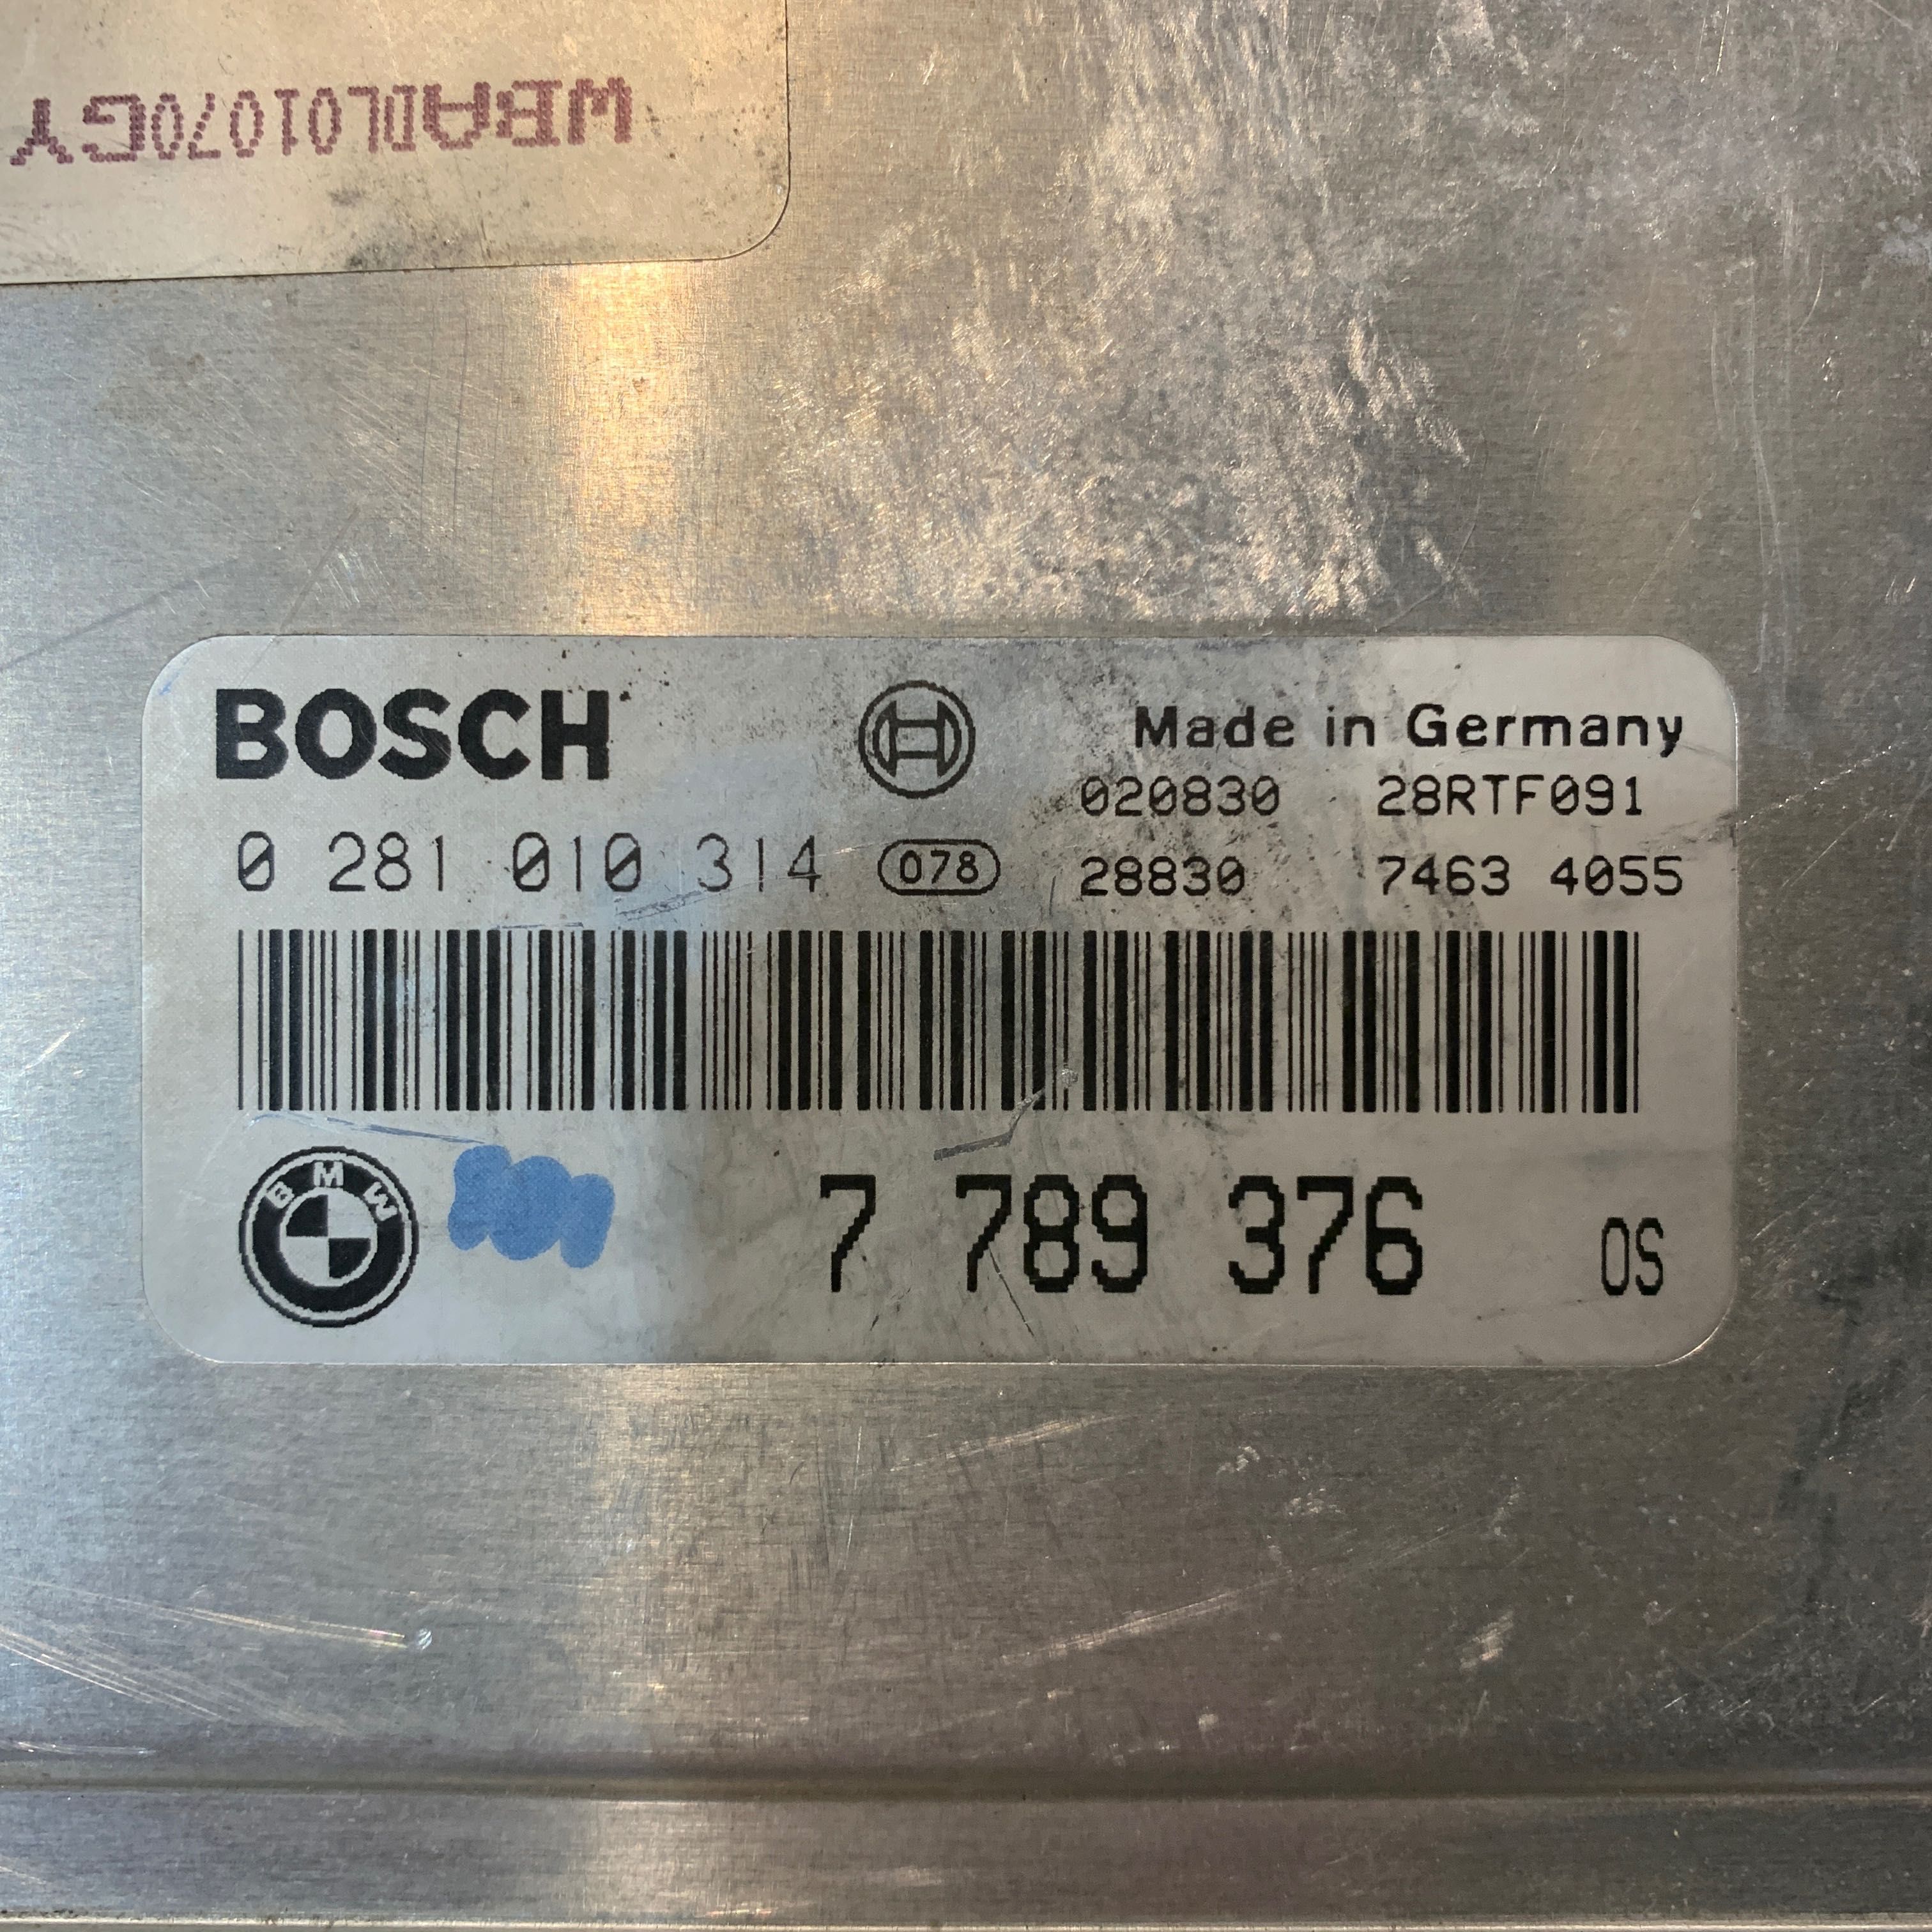 WBADL01070GY
BOSCH Made in Germany
020830 28RTF091
0 281 010 314 078 28830 7463 4055
BMW 7 789 376 OS